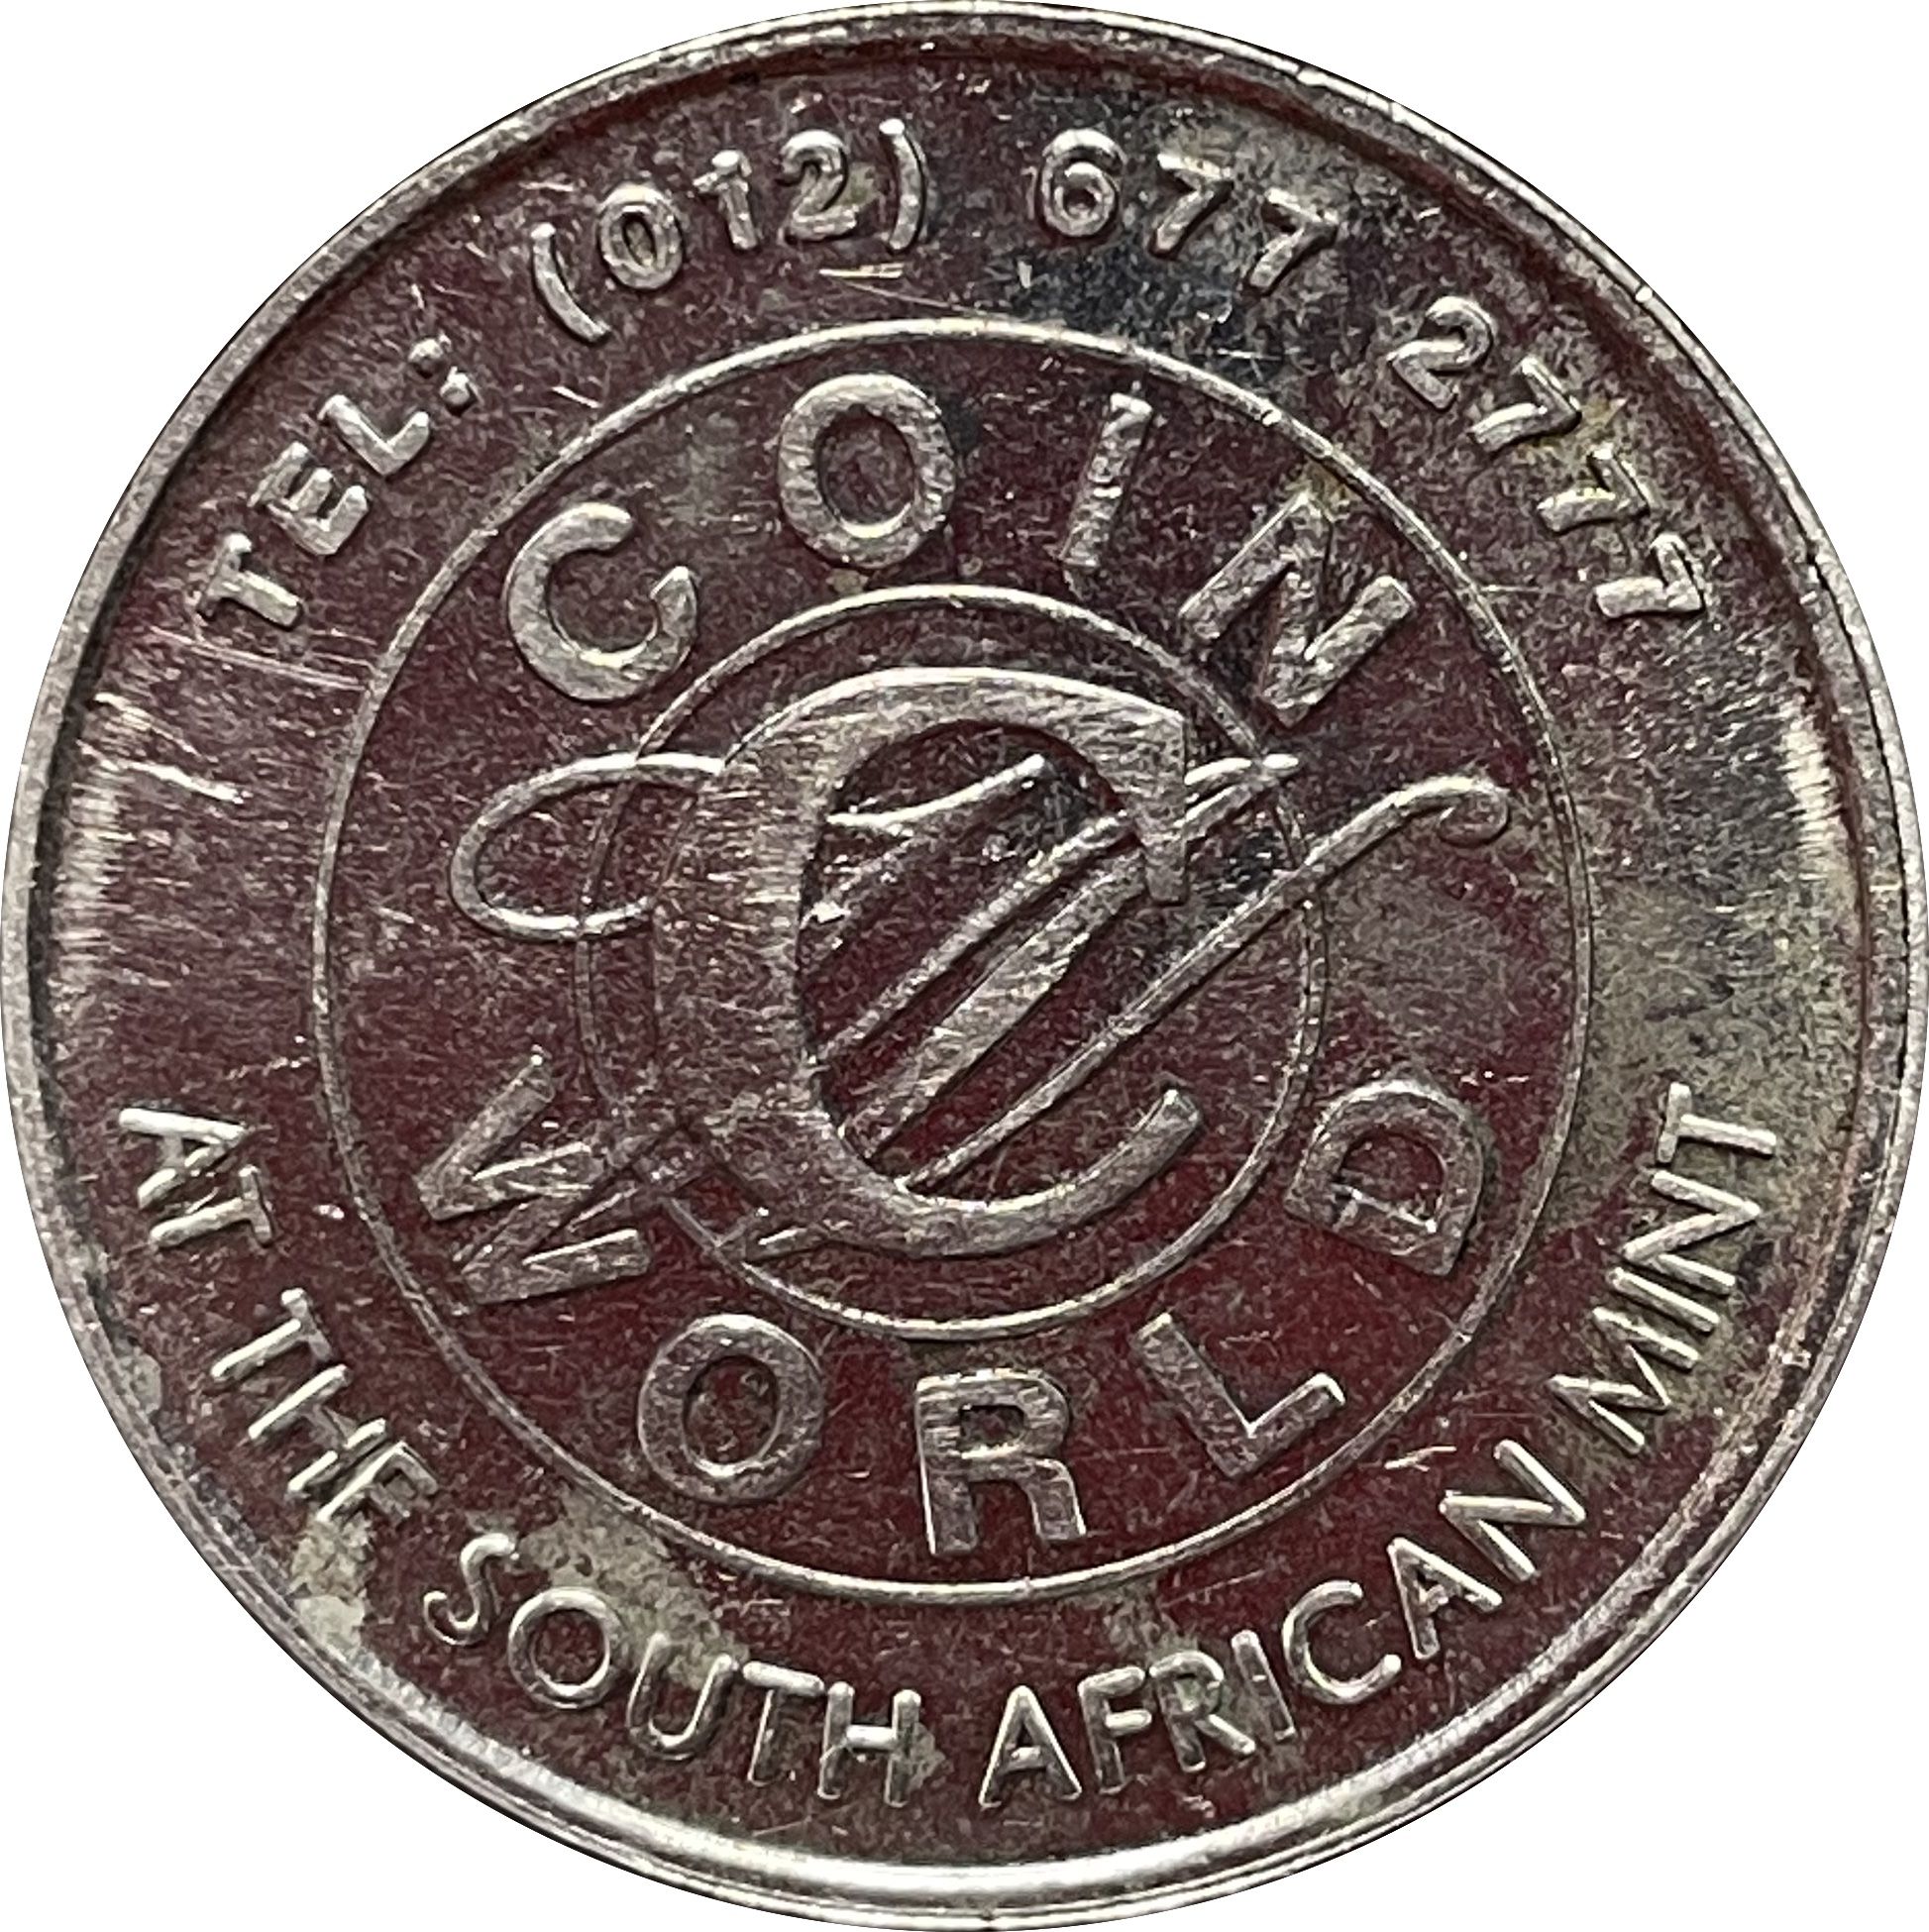 TEL: (012) 677 2777
COIN
WORLD
AT THE SOUTH AFRICAN MINT